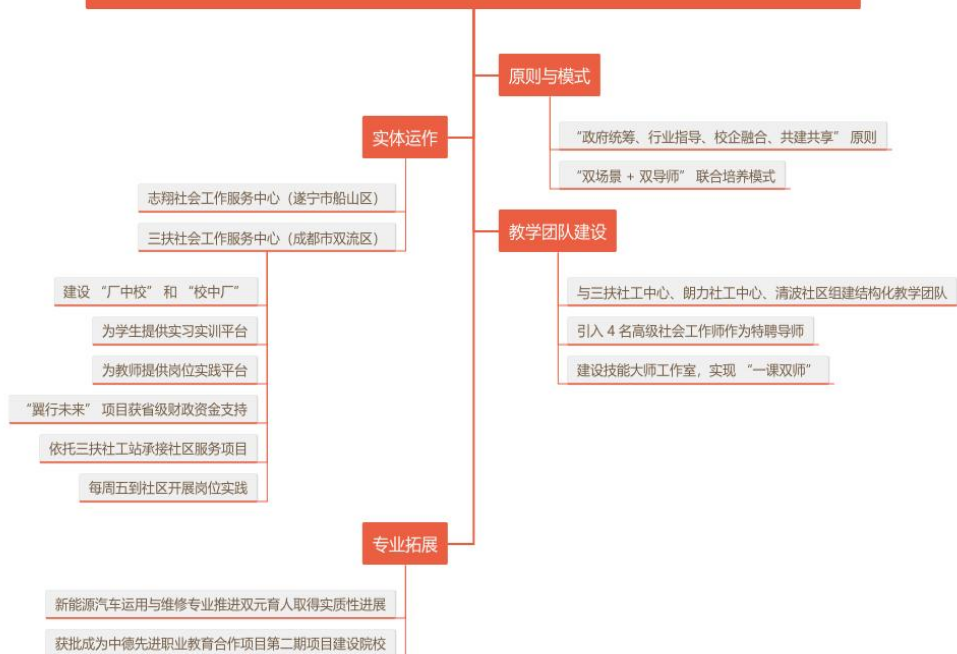 原则与模式
“政府统筹、行业指导、校企融合、共建共享” 原则
“双场景 + 双导师” 联合培养模式
实体运作
志翔社会工作服务中心（遂宁市船山区）
三扶社会工作服务中心（成都市双流区）
建设 “厂中校” 和 “校中厂”
为学生提供实习实训平台
为教师提供岗位实践平台
“翼行未来” 项目获省级财政资金支持
依托三扶社工站承接社区服务项目
每周五到社区开展岗位实践
教学团队建设
与三扶社工中心、朗力社工中心、清波社区组建结构化教学团队
引入 4 名高级社会工作师作为特聘导师
建设技能大师工作室，实现 “一课双师”
专业拓展
新能源汽车运用与维修专业推进双元育人取得实质性进展
获批成为中德先进职业教育合作项目第二期项目建设院校